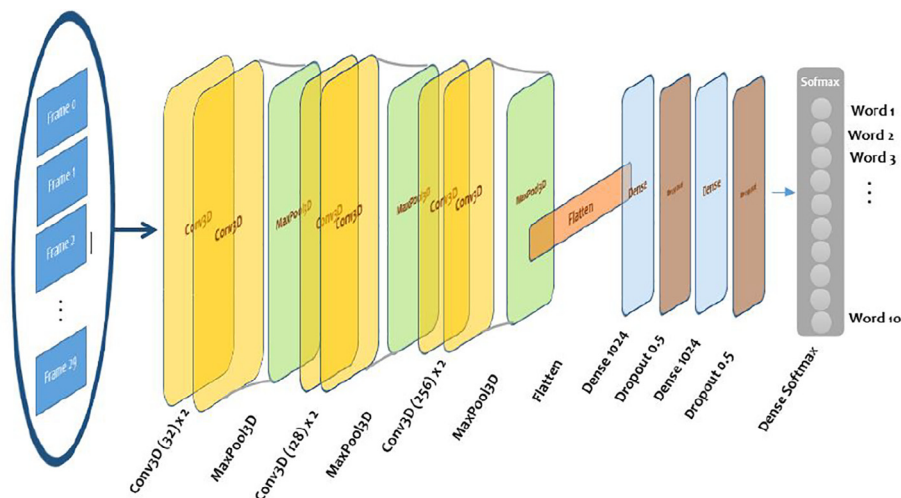 Frame 0
Frame 1
Frame 2
Frame 29
Conv3D
Conv3D
MaxPool3D
Conv3D
Conv3D
MaxPool3D
Conv3D
Conv3D
MaxPool3D
Flatten
Dense
Dropout
Dense
Dropout
Sofmax
Word 1
Word 2
Word 3
Word 10
Conv3D (32) x 2
MaxPool3D
Conv3D (128) x 2
MaxPool3D
Conv3D (256) x 2
MaxPool3D
Flatten
Dense 1024
Dropout 0.5
Dense 1024
Dropout 0.5
Dense Softmax